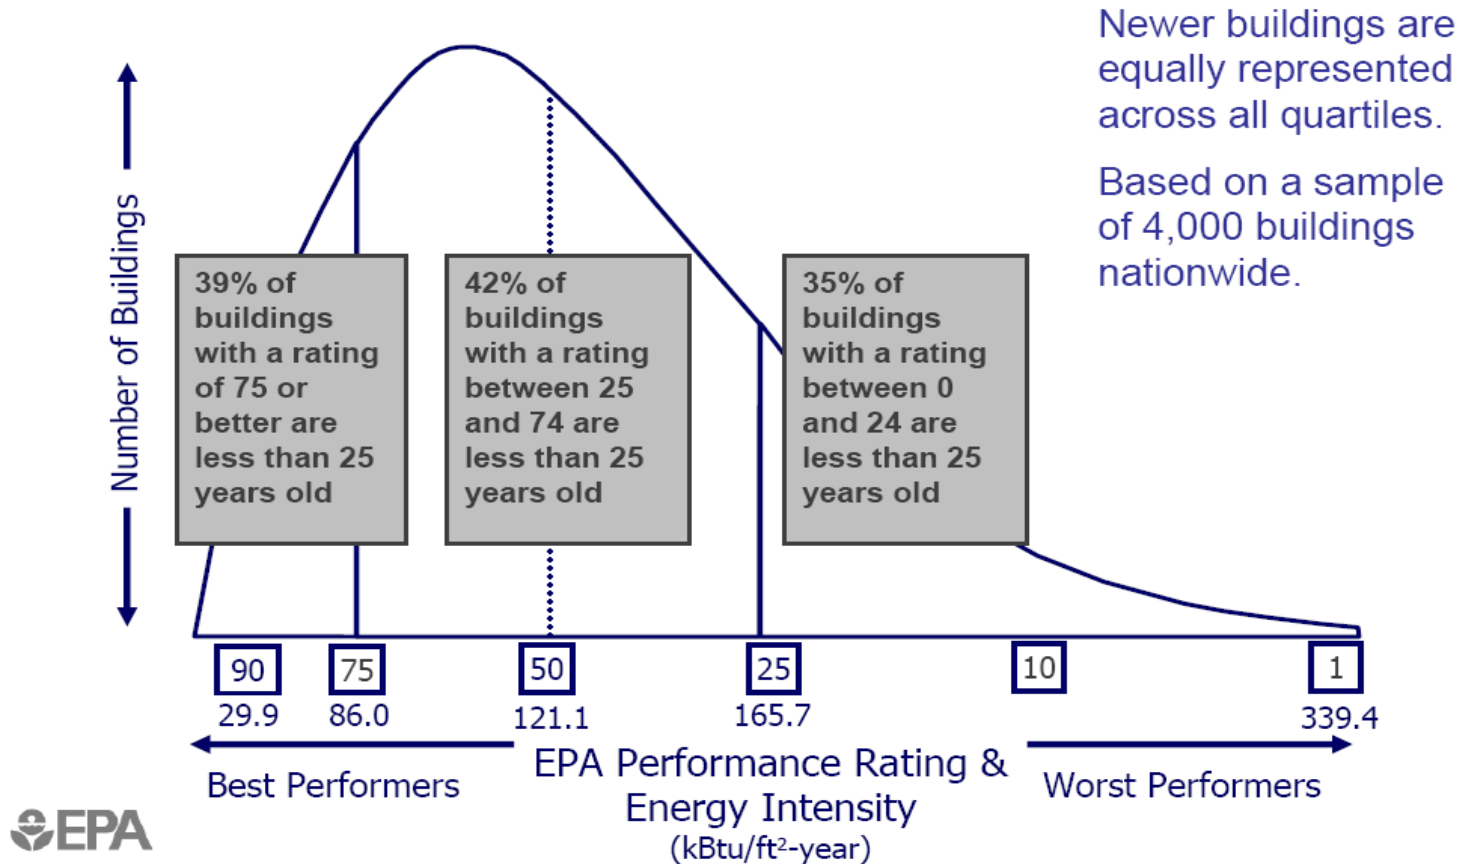 Newer buildings are
equally represented
across all quartiles.
Based on a sample
of 4,000 buildings
nationwide.
Number of Buildings
39% of
buildings
with a rating
of 75 or
better are
less than 25
years old
42% of
buildings
with a rating
between 25
and 74 are
less than 25
years old
35% of
buildings
with a rating
between 0
and 24 are
less than 25
years old
90 75 50 25 10 1
29.9 86.0 121.1 165.7 339.4
Best Performers
EPA Performance Rating &
Energy Intensity
(kBtu/ft²-year)
Worst Performers
EPA